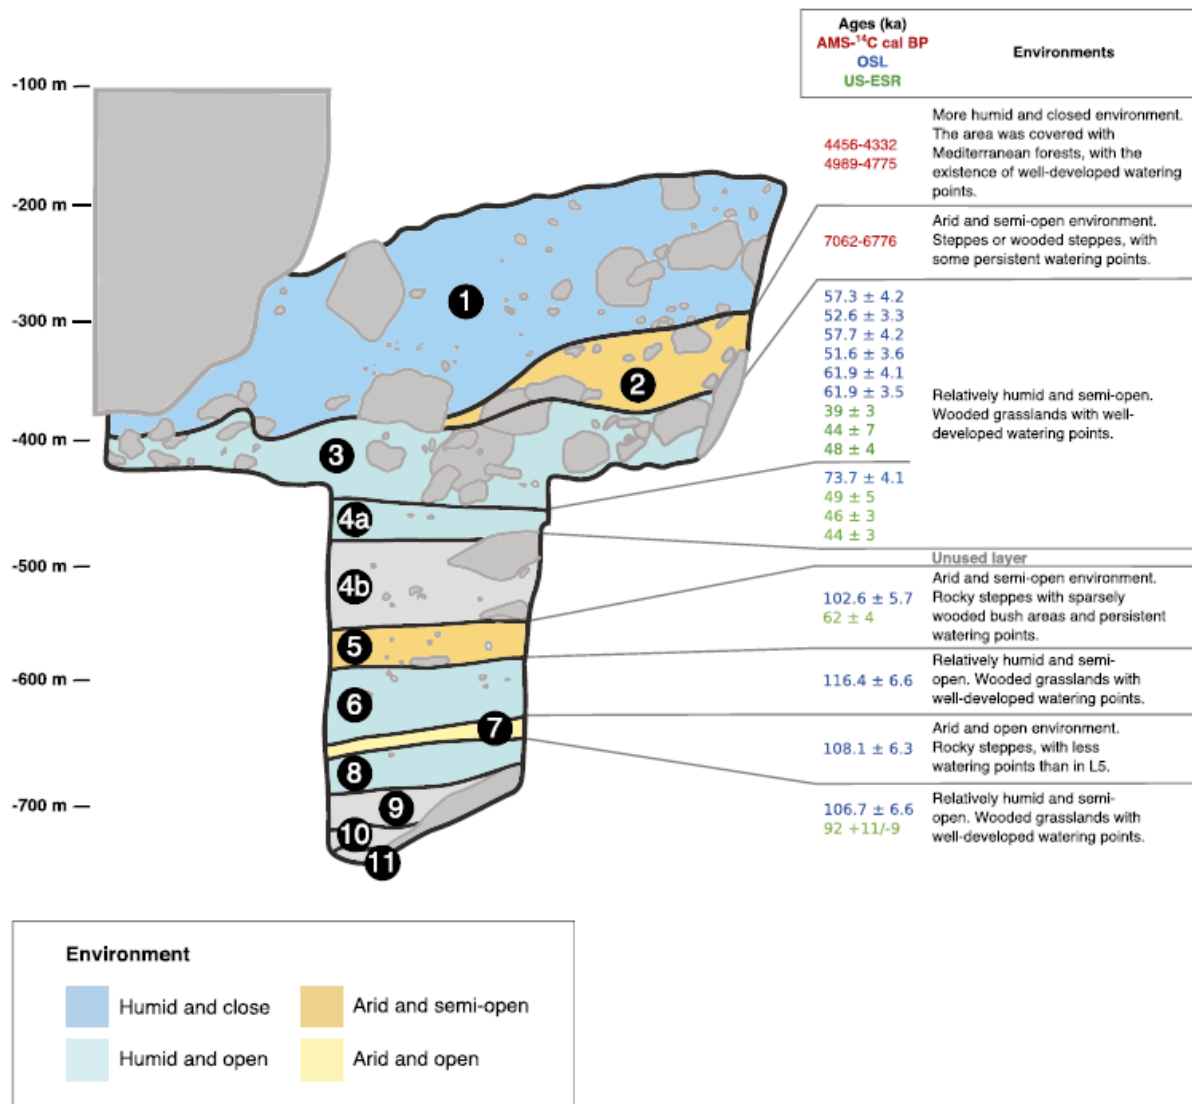 Ages (ka)
AMS-¹⁴C cal BP
OSL
US-ESR
Environments
-100 m
-200 m
-300 m
-400 m
-500 m
-600 m
-700 m
1
2
3
4a
4b
5
6
7
8
9
10
11
4456-4332
4989-4775
More humid and closed environment.
The area was covered with
Mediterranean forests, with the
existence of well-developed watering
points.
7062-6776
Arid and semi-open environment.
Steppes or wooded steppes, with
some persistent watering points.
57.3 ± 4.2
52.6 ± 3.3
57.7 ± 4.2
51.6 ± 3.6
61.9 ± 4.1
61.9 ± 3.5
39 ± 3
44 ± 7
48 ± 4
Relatively humid and semi-open.
Wooded grasslands with well-
developed watering points.
73.7 ± 4.1
49 ± 5
46 ± 3
44 ± 3
Unused layer
102.6 ± 5.7
62 ± 4
Arid and semi-open environment.
Rocky steppes with sparsely
wooded bush areas and persistent
watering points.
116.4 ± 6.6
Relatively humid and semi-
open. Wooded grasslands with
well-developed watering points.
108.1 ± 6.3
Arid and open environment.
Rocky steppes, with less
watering points than in L5.
106.7 ± 6.6
92 +11/-9
Relatively humid and semi-
open. Wooded grasslands with
well-developed watering points.
Environment
Humid and close
Arid and semi-open
Humid and open
Arid and open